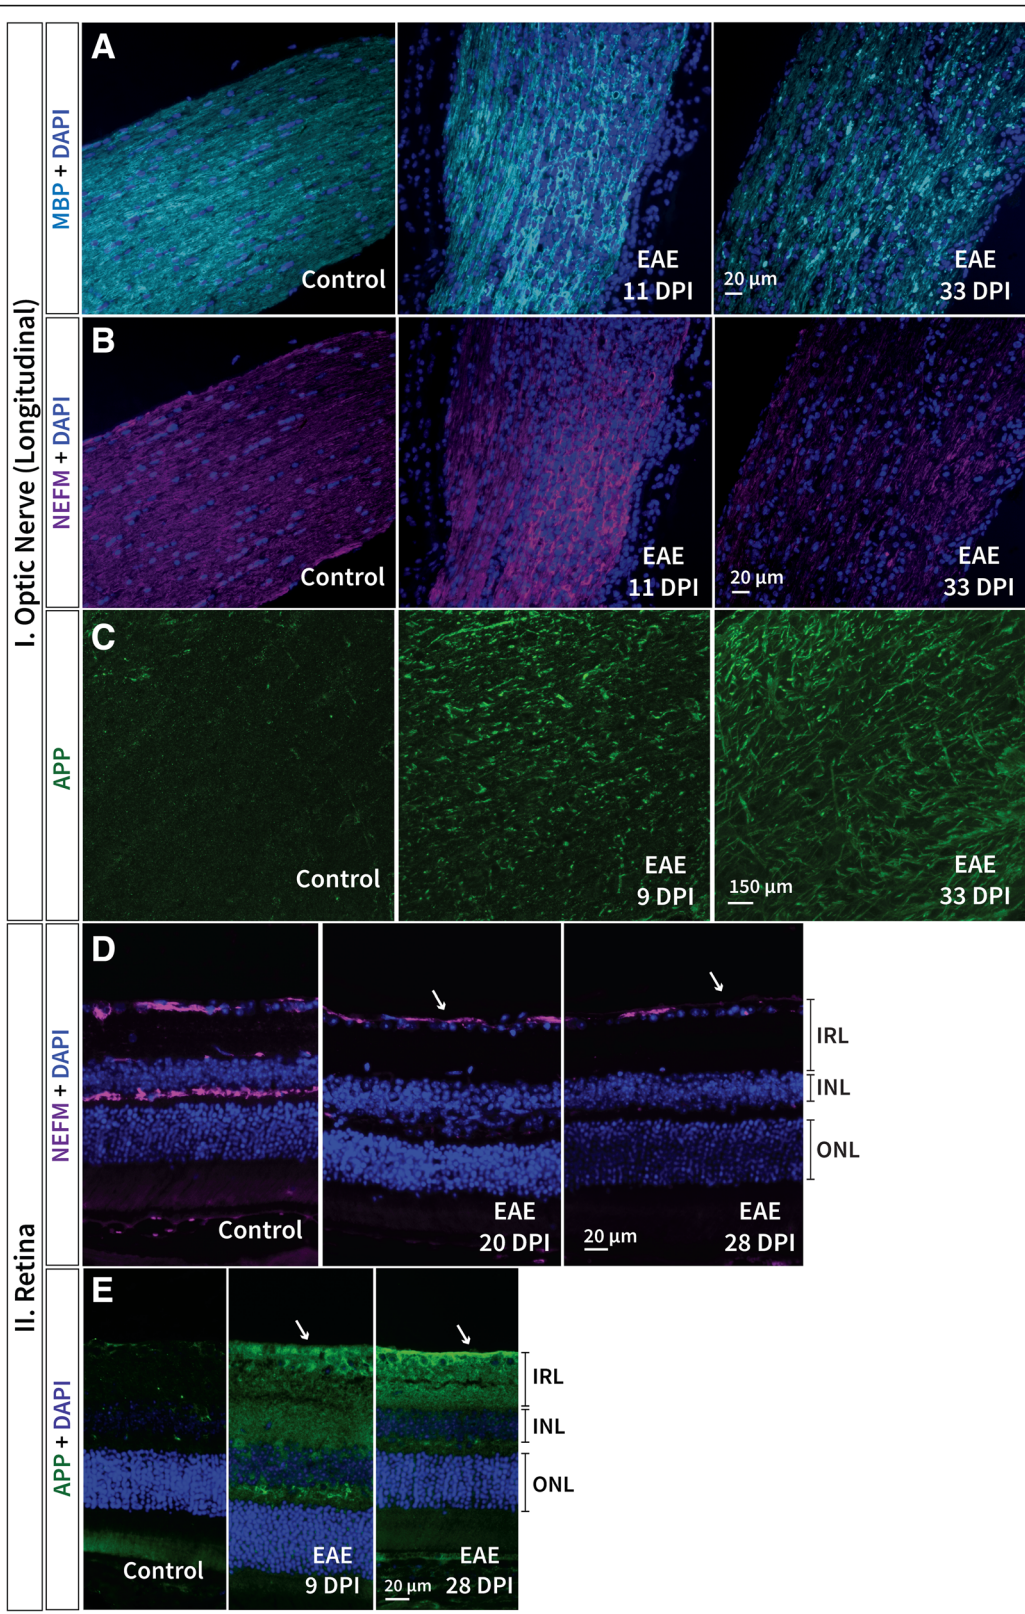 I. Optic Nerve (Longitudinal)
MBP + DAPI
A
Control
EAE
11 DPI
20 µm
EAE
33 DPI
NEFM + DAPI
B
Control
EAE
11 DPI
20 µm
EAE
33 DPI
APP
C
Control
EAE
9 DPI
150 µm
EAE
33 DPI
II. Retina
NEFM + DAPI
D
Control
EAE
20 DPI
20 µm
EAE
28 DPI
IRL
INL
ONL
APP + DAPI
E
Control
EAE
9 DPI
20 µm
EAE
28 DPI
IRL
INL
ONL